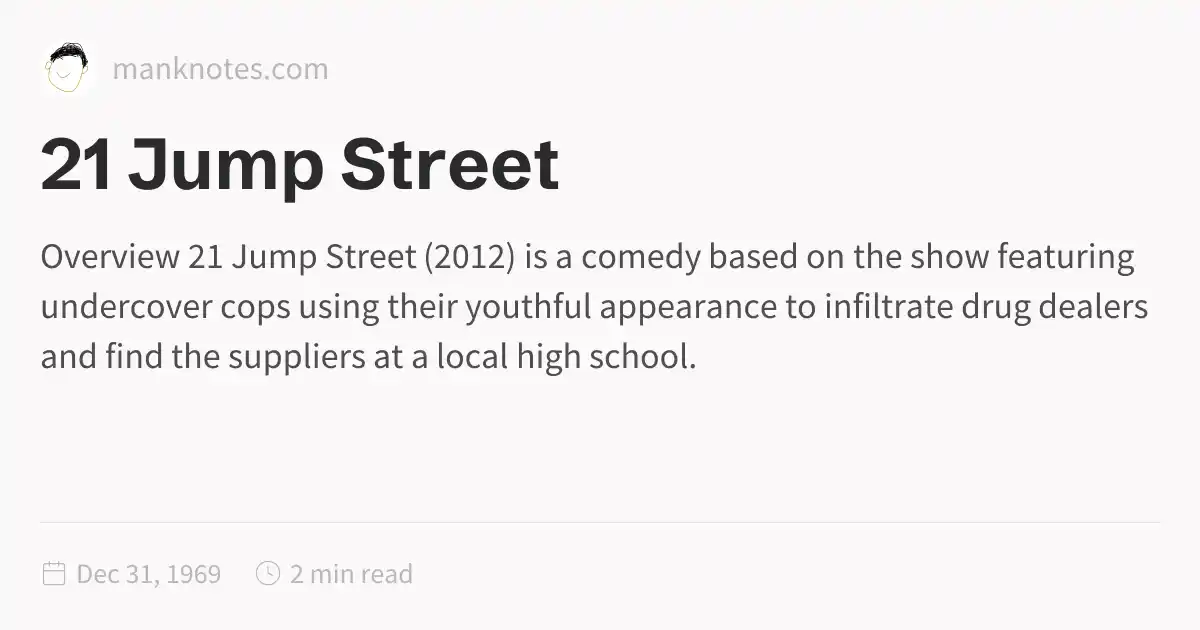 manknotes.com
21 Jump Street
Overview 21 Jump Street (2012) is a comedy based on the show featuring
undercover cops using their youthful appearance to infiltrate drug dealers
and find the suppliers at a local high school.
Dec 31, 1969 2 min read